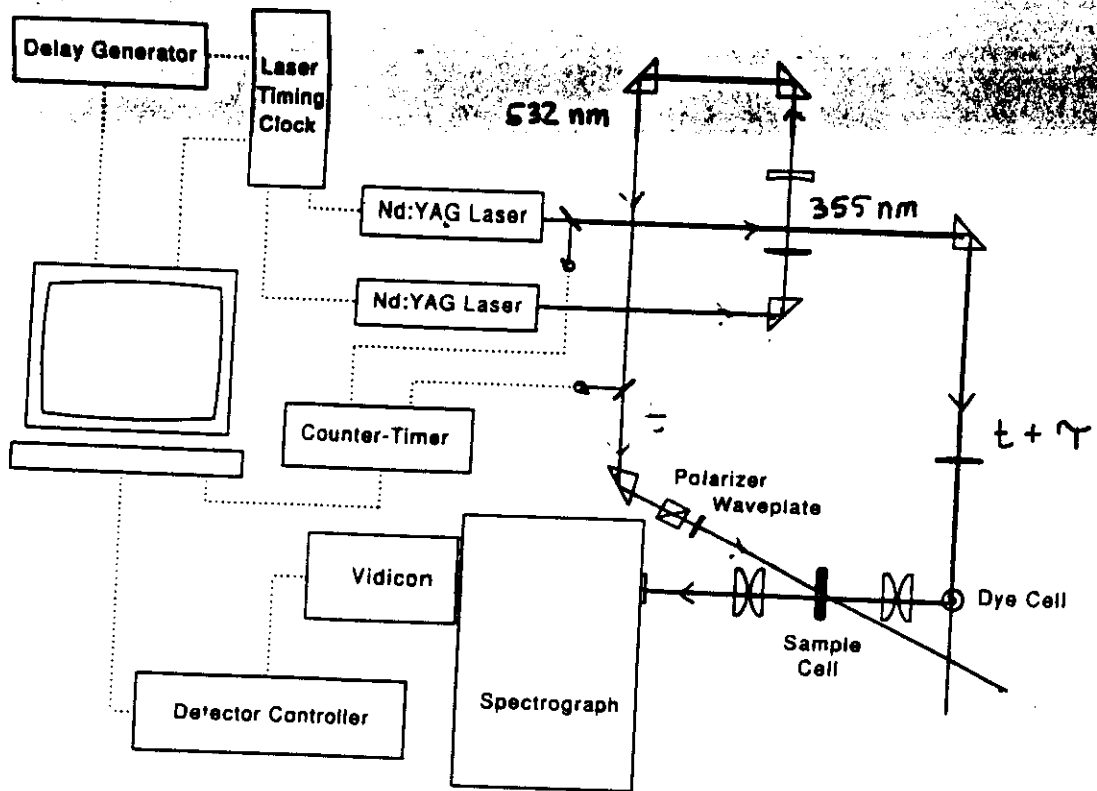 Delay Generator
Laser
Timing
Clock
532 nm
Nd:YAG Laser
355 nm
Nd:YAG Laser
Counter-Timer
t + τ
Polarizer
Waveplate
Vidicon
Dye Cell
Sample
Cell
Spectrograph
Detector Controller